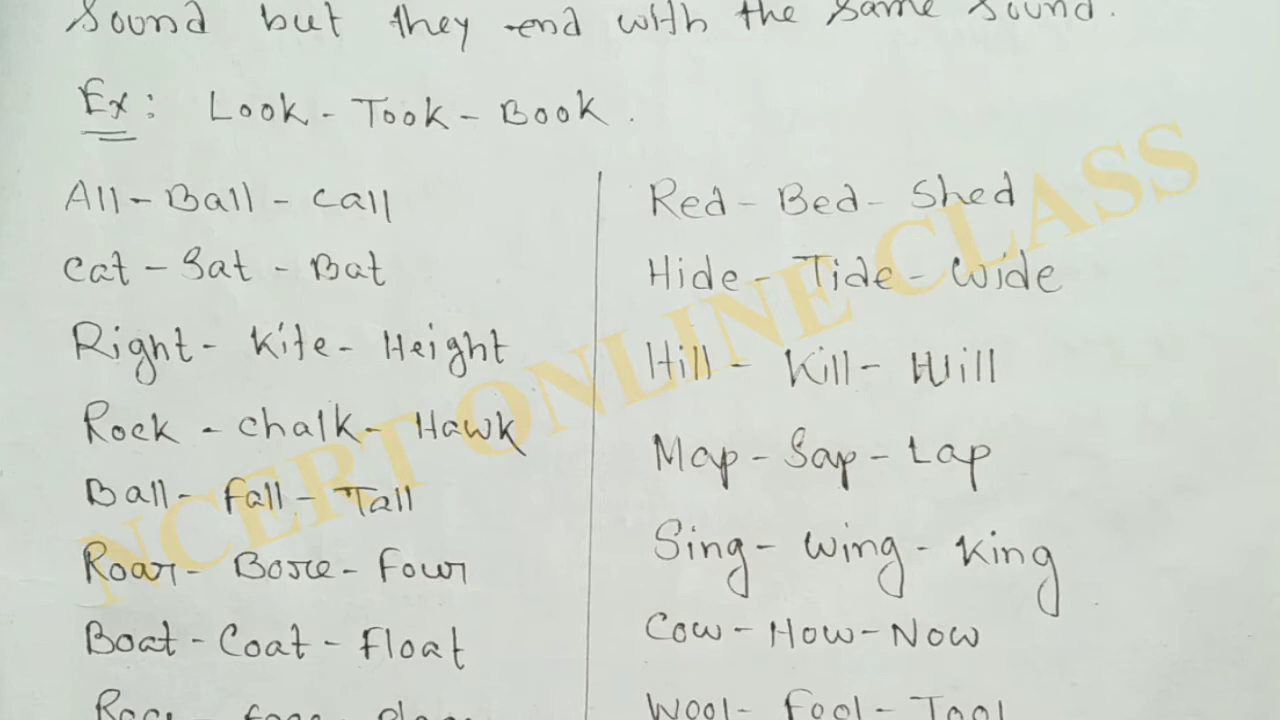 Sound but they end with the same sound.
Ex: Look - Took - Book.
All - Ball - Call
Cat - Sat - Bat
Right - Kite - Height
Rock - chalk - Hawk
Ball - fall - Tall
Roar - Bore - Four
Boat - Coat - Float
Red - Bed - Shed
Hide - Tide - Wide
Hill - Kill - Will
Map - Sap - Lap
Sing - Wing - King
Cow - How - Now
Wool - Fool - Tool
NCERT ONLINE CLASS